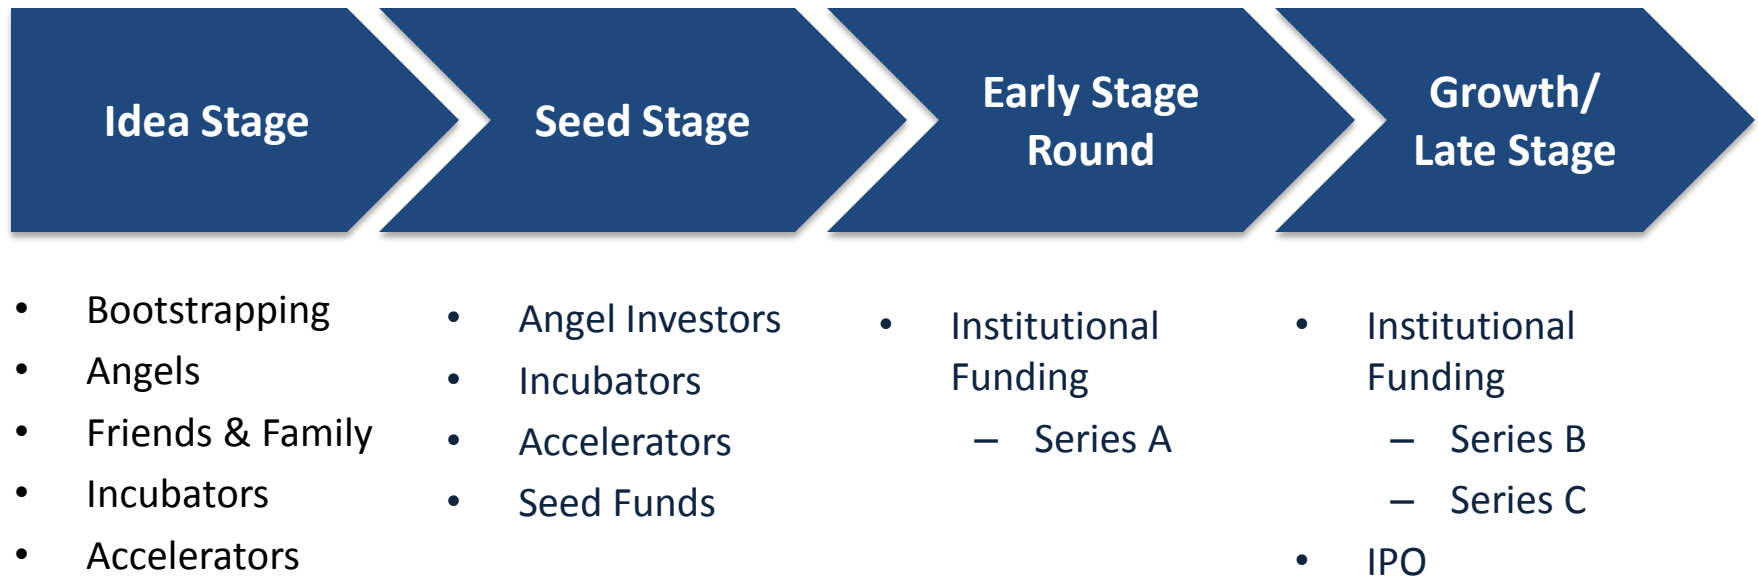 Idea Stage
Seed Stage
Early Stage
Round
Growth/
Late Stage
• Bootstrapping
• Angels
• Friends & Family
• Incubators
• Accelerators
• Angel Investors
• Incubators
• Accelerators
• Seed Funds
• Institutional
Funding
– Series A
• Institutional
Funding
– Series B
– Series C
• IPO